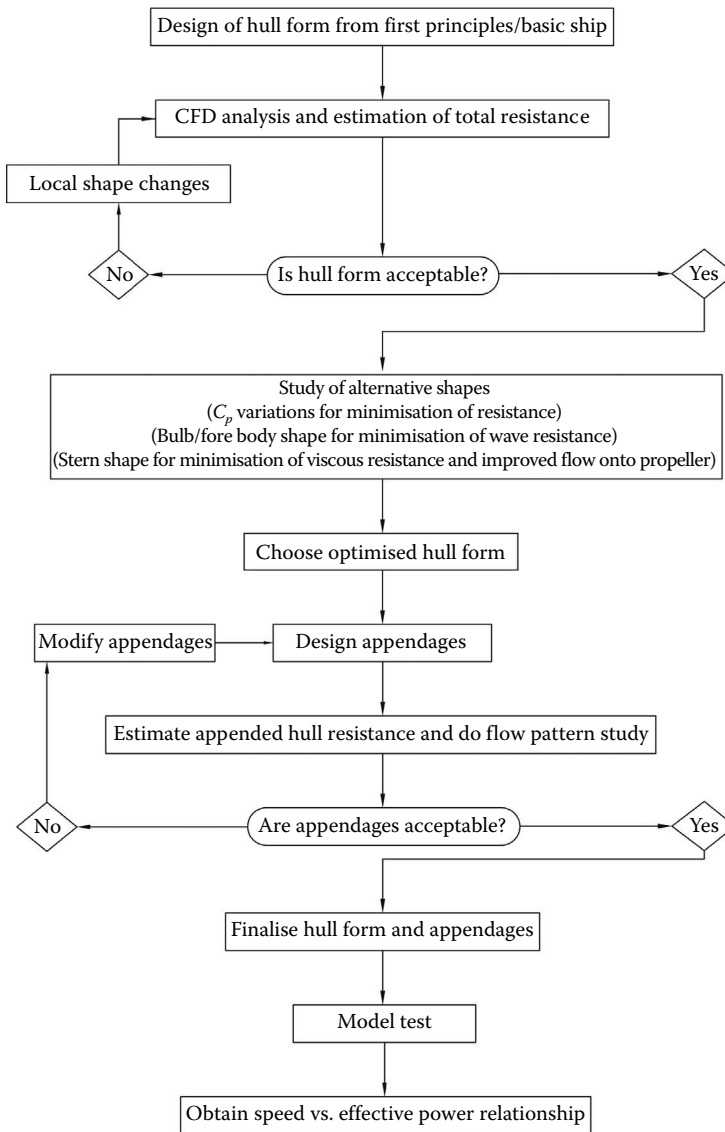 Design of hull form from first principles/basic ship
CFD analysis and estimation of total resistance
Local shape changes
No
Is hull form acceptable?
Yes
Study of alternative shapes
(Cp variations for minimisation of resistance)
(Bulb/fore body shape for minimisation of wave resistance)
(Stern shape for minimisation of viscous resistance and improved flow onto propeller)
Choose optimised hull form
Modify appendages
Design appendages
Estimate appended hull resistance and do flow pattern study
No
Are appendages acceptable?
Yes
Finalise hull form and appendages
Model test
Obtain speed vs. effective power relationship